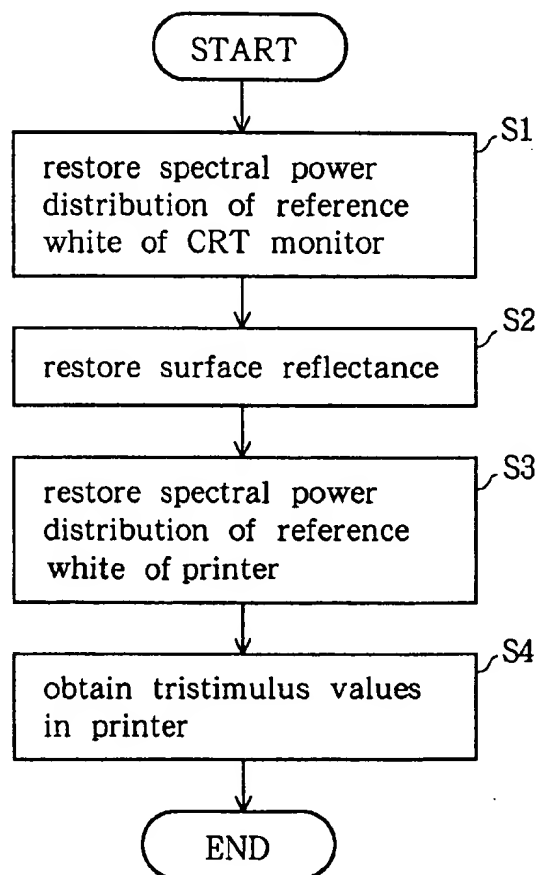 START
S1
restore spectral power
distribution of reference
white of CRT monitor
S2
restore surface reflectance
S3
restore spectral power
distribution of reference
white of printer
S4
obtain tristimulus values
in printer
END